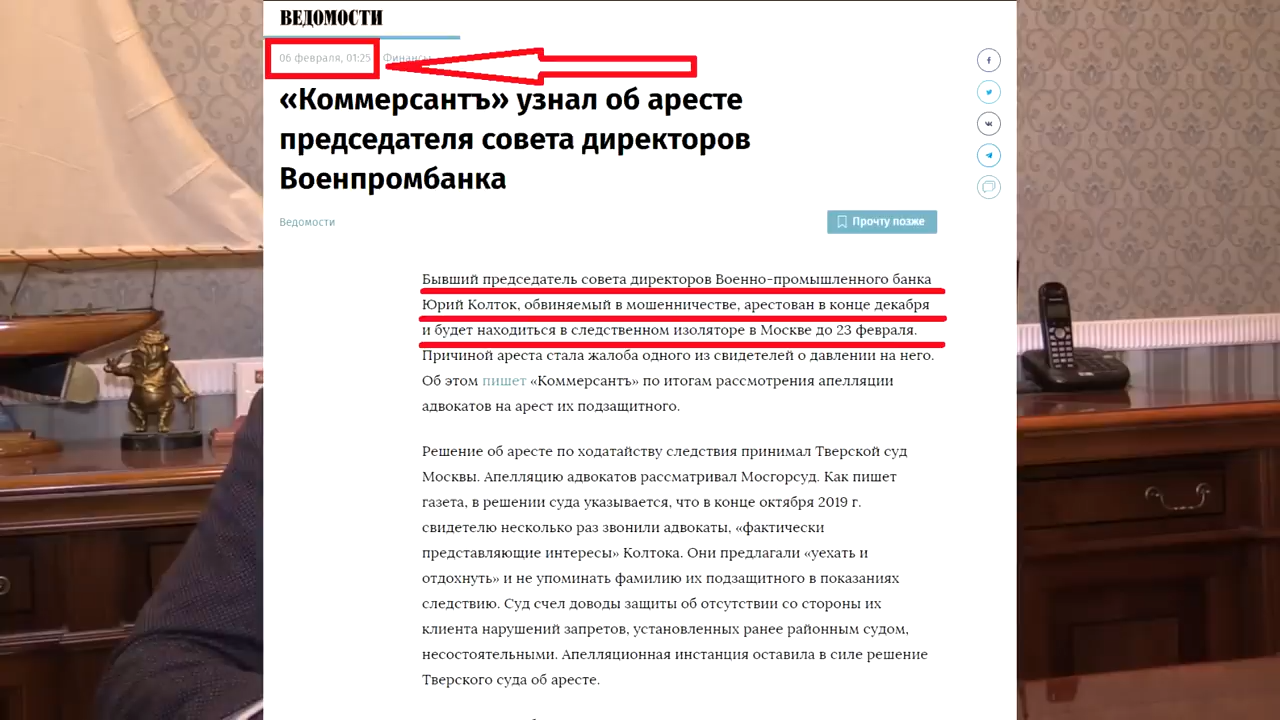 ВЕДОМОСТИ
06 февраля, 01:25 Финансы
«Коммерсантъ» узнал об аресте
председателя совета директоров
Военпромбанка
Ведомости
Прочту позже
Бывший председатель совета директоров Военно-промышленного банка
Юрий Колток, обвиняемый в мошенничестве, арестован в конце декабря
и будет находиться в следственном изоляторе в Москве до 23 февраля.
Причиной ареста стала жалоба одного из свидетелей о давлении на него.
Об этом пишет «Коммерсантъ» по итогам рассмотрения апелляции
адвокатов на арест их подзащитного.
Решение об аресте по ходатайству следствия принимал Тверской суд
Москвы. Апелляцию адвокатов рассматривал Мосгорсуд. Как пишет
газета, в решении суда указывается, что в конце октября 2019 г.
свидетелю несколько раз звонили адвокаты, «фактически
представляющие интересы» Колтока. Они предлагали «уехать и
отдохнуть» и не упоминать фамилию их подзащитного в показаниях
следствию. Суд счел доводы защиты об отсутствии со стороны их
клиента нарушений запретов, установленных ранее районным судом,
несостоятельными. Апелляционная инстанция оставила в силе решение
Тверского суда об аресте.